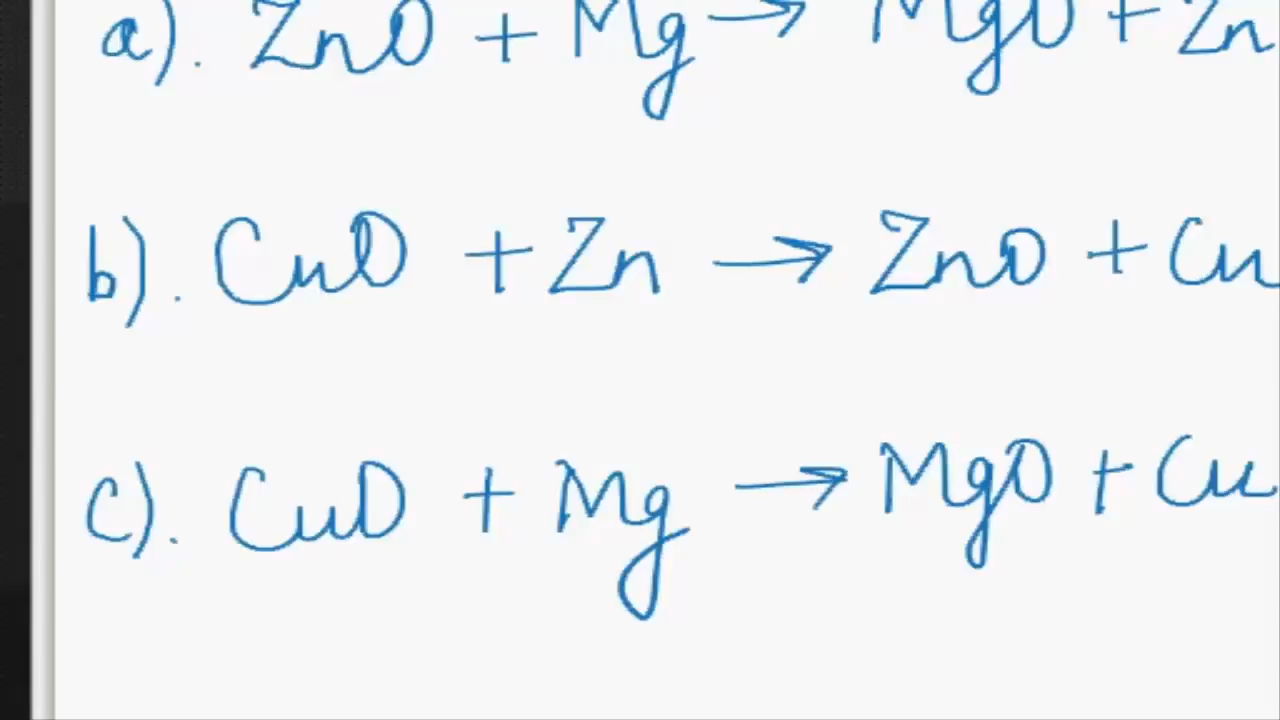 a). ZnO + Mg → MgO + Zn
b). CuO + Zn → ZnO + Cu
c). CuO + Mg → MgO + Cu